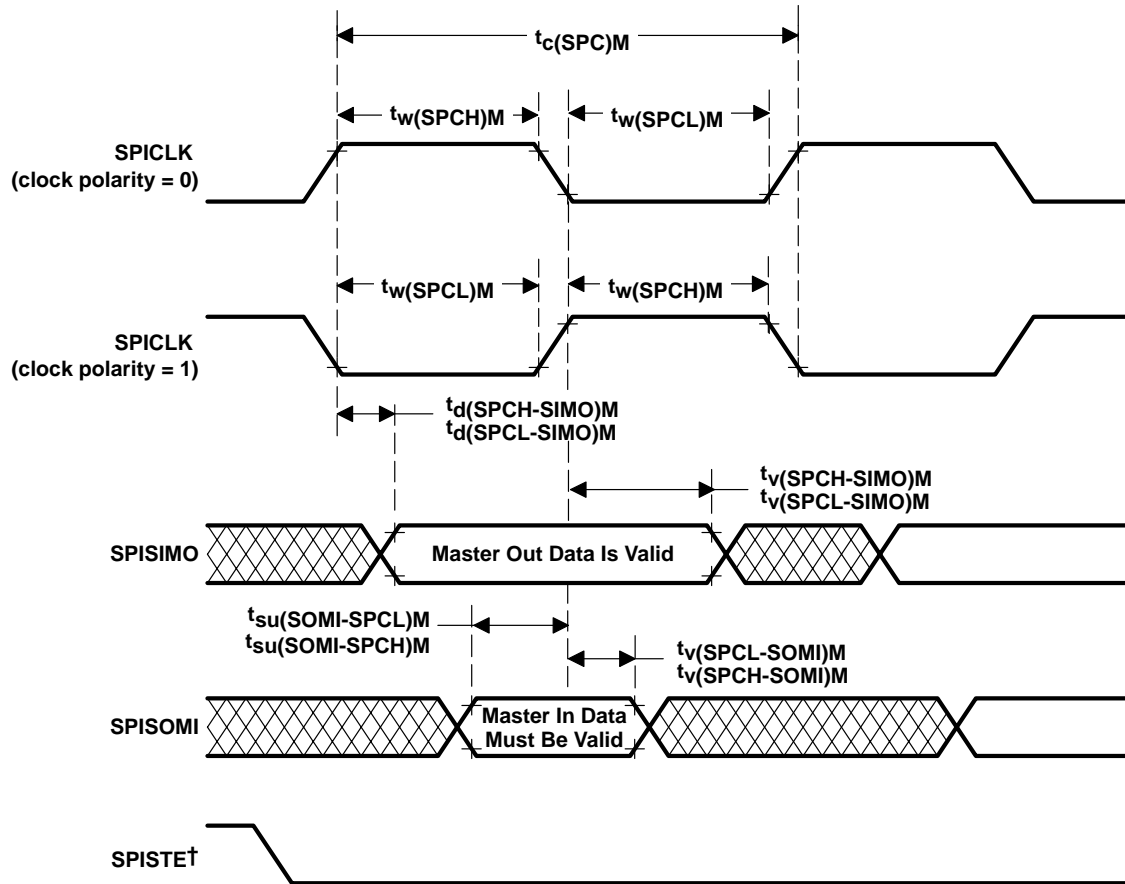 tc(SPC)M
tw(SPCH)M
tw(SPCL)M
SPICLK
(clock polarity = 0)
tw(SPCL)M
tw(SPCH)M
SPICLK
(clock polarity = 1)
td(SPCH-SIMO)M
td(SPCL-SIMO)M
tv(SPCH-SIMO)M
tv(SPCL-SIMO)M
SPISIMO
Master Out Data Is Valid
tsu(SOMI-SPCL)M
tsu(SOMI-SPCH)M
tv(SPCL-SOMI)M
tv(SPCH-SOMI)M
SPISOMI
Master In Data
Must Be Valid
SPISTE†